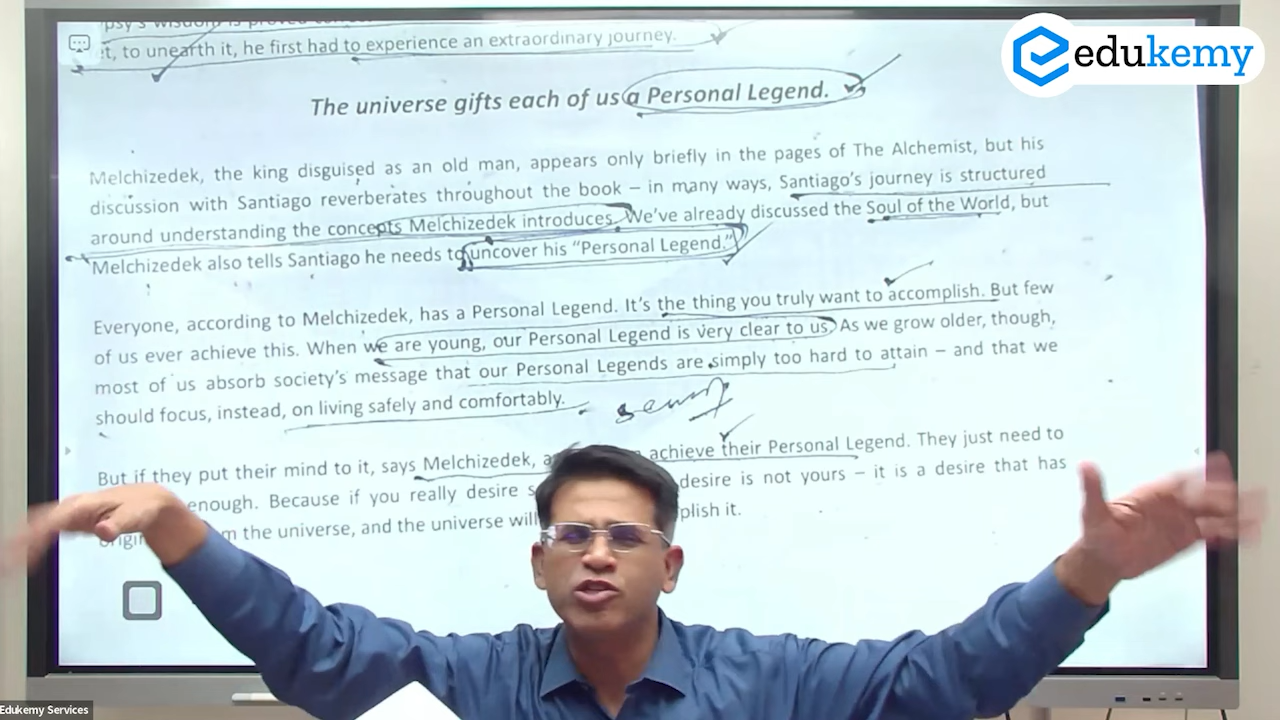 psy's wisdom is proved
et, to unearth it, he first had to experience an extraordinary journey.
edukemy
The universe gifts each of us a Personal Legend.
Melchizedek, the king disguised as an old man, appears only briefly in the pages of The Alchemist, but his
discussion with Santiago reverberates throughout the book – in many ways, Santiago's journey is structured
around understanding the concepts Melchizedek introduces. We've already discussed the Soul of the World, but
Melchizedek also tells Santiago he needs to uncover his "Personal Legend."
Everyone, according to Melchizedek, has a Personal Legend. It's the thing you truly want to accomplish. But few
of us ever achieve this. When we are young, our Personal Legend is very clear to us. As we grow older, though,
most of us absorb society's message that our Personal Legends are simply too hard to attain – and that we
should focus, instead, on living safely and comfortably.
But if they put their mind to it, says Melchizedek, a achieve their Personal Legend. They just need to
enough. Because if you really desire s desire is not yours – it is a desire that has
origin m the universe, and the universe will plish it.
Edukemy Services